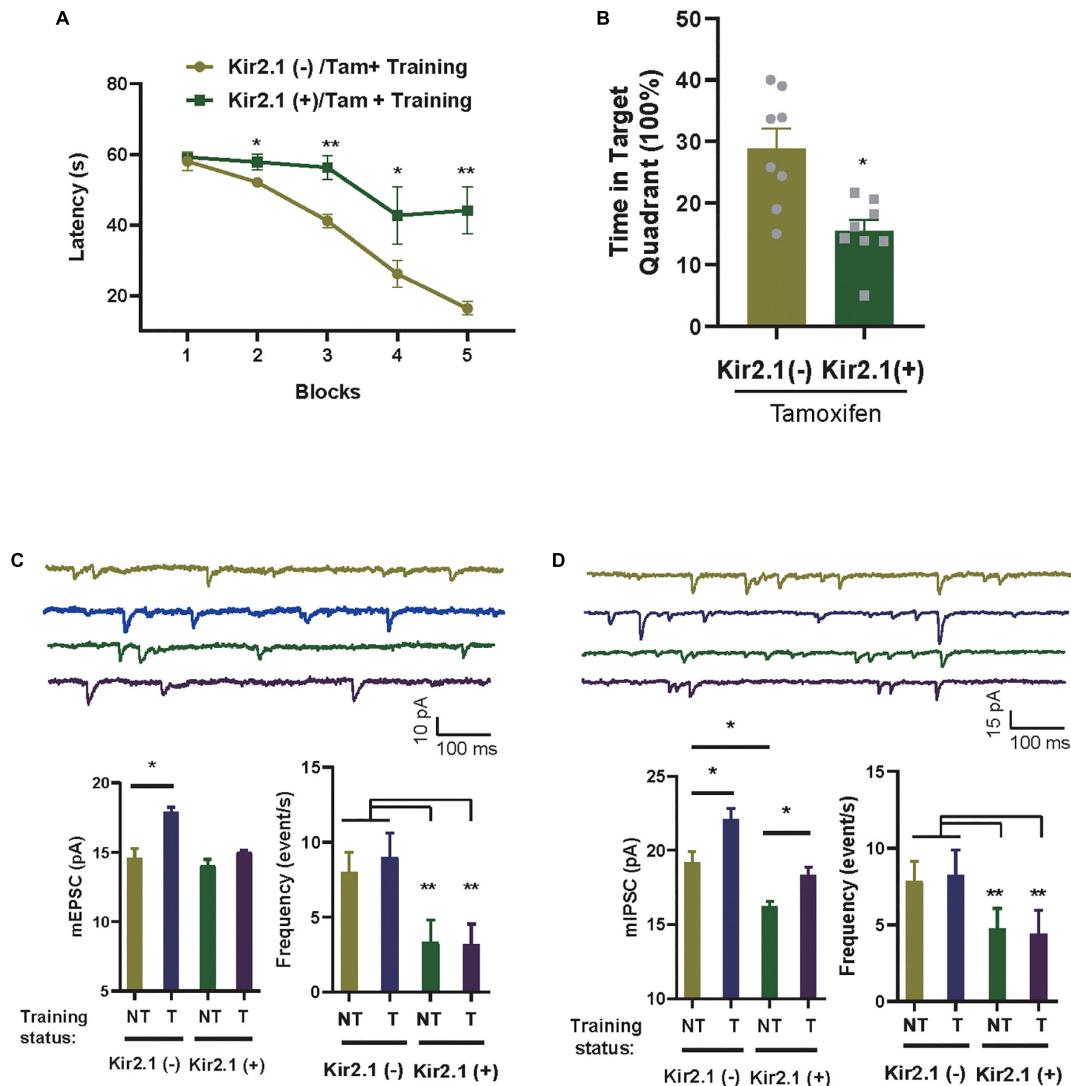 A
Kir2.1 (-) /Tam+ Training
Kir2.1 (+)/Tam + Training
80
60
40
20
Latency (s)
* ** * **
1 2 3 4 5
Blocks
B
50
40
30
20
10
0
Time in Target
Quadrant (100%)
*
Kir2.1(-) Kir2.1(+)
Tamoxifen
C
10 pA
100 ms
20
15
10
5
mEPSC (pA)
*
NT T NT T
Training
status:
Kir2.1 (-) Kir2.1 (+)
15
10
5
0
Frequency (event/s)
** **
NT T NT T
Kir2.1 (-) Kir2.1 (+)
D
15 pA
100 ms
25
20
15
10
mIPSC (pA)
*
* *
NT T NT T
Training
status:
Kir2.1 (-) Kir2.1 (+)
15
10
5
0
Frequency (event/s)
** **
NT T NT T
Kir2.1 (-) Kir2.1 (+)